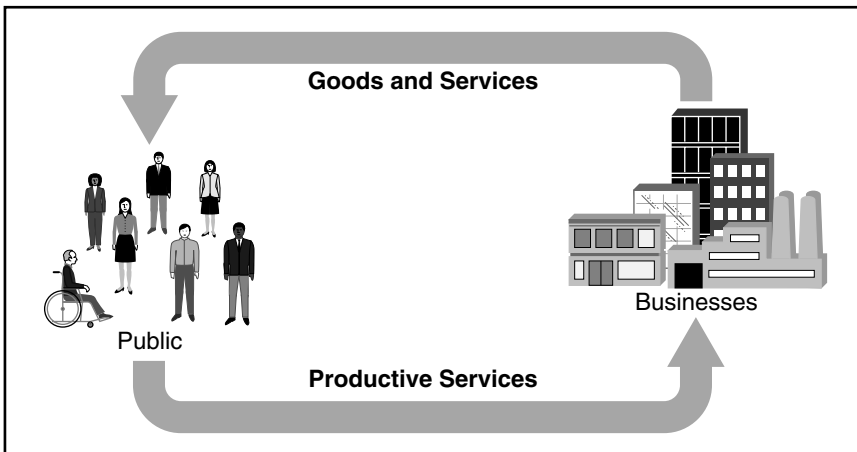 Goods and Services
Businesses
Public
Productive Services